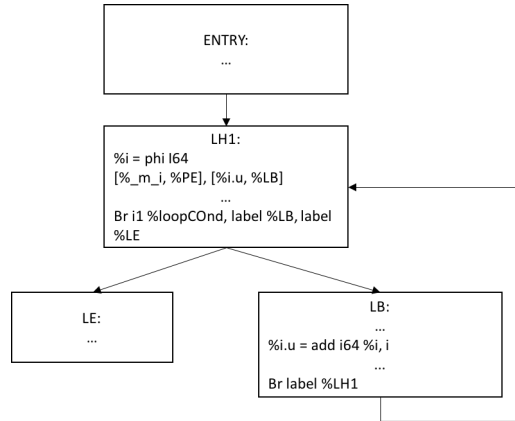 ENTRY:
...
LH1:
%i = phi I64
[%_m_i, %PE], [%i.u, %LB]
...
Br i1 %loopCOnd, label %LB, label
%LE
LE:
...
LB:
...
%i.u = add i64 %i, i
...
Br label %LH1